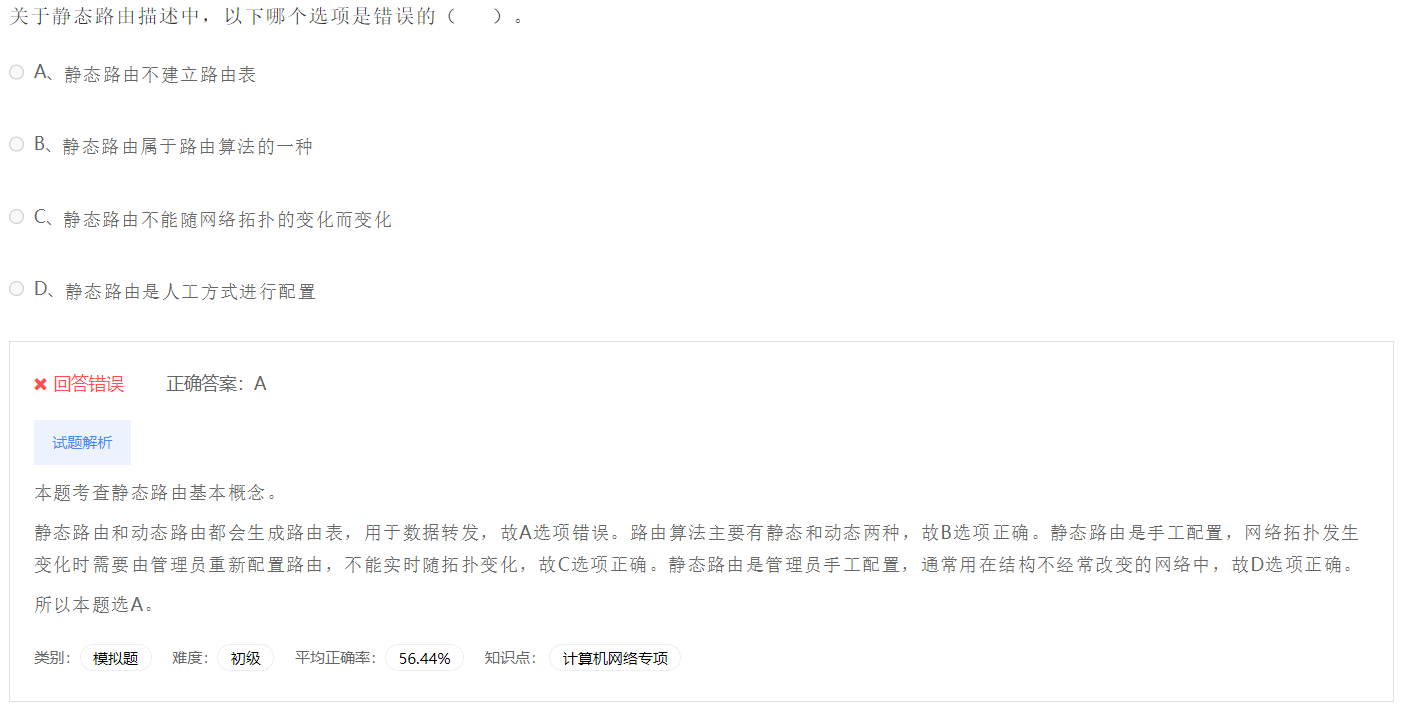 关于静态路由描述中，以下哪个选项是错误的（　　）。
A、静态路由不建立路由表
B、静态路由属于路由算法的一种
C、静态路由不能随网络拓扑的变化而变化
D、静态路由是人工方式进行配置
回答错误 正确答案：A
试题解析
本题考查静态路由基本概念。
静态路由和动态路由都会生成路由表，用于数据转发，故A选项错误。路由算法主要有静态和动态两种，故B选项正确。静态路由是手工配置，网络拓扑发生
变化时需要由管理员重新配置路由，不能实时随拓扑变化，故C选项正确。静态路由是管理员手工配置，通常用在结构不经常改变的网络中，故D选项正确。
所以本题选A。
类别： 模拟题 难度： 初级 平均正确率： 56.44% 知识点： 计算机网络专项